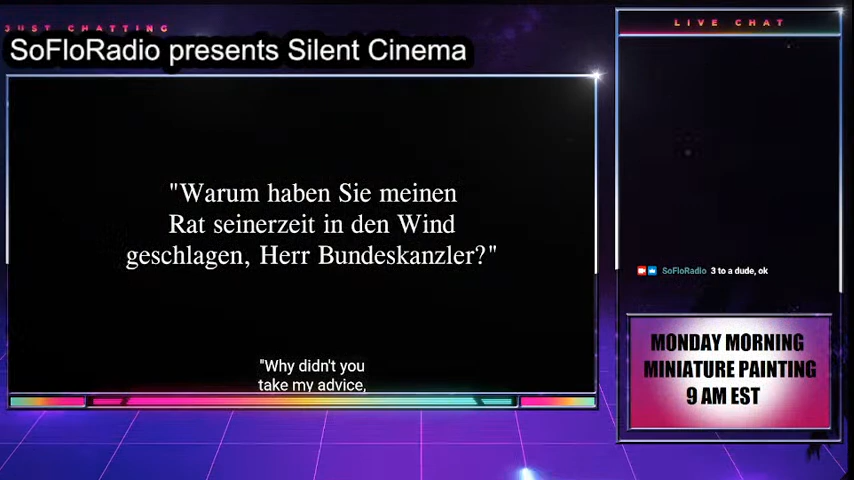 JUST CHATTING
SoFloRadio presents Silent Cinema
"Warum haben Sie meinen
Rat seinerzeit in den Wind
geschlagen, Herr Bundeskanzler?"
"Why didn't you
take my advice,
LIVE CHAT
SoFloRadio 3 to a dude, ok
MONDAY MORNING
MINIATURE PAINTING
9 AM EST